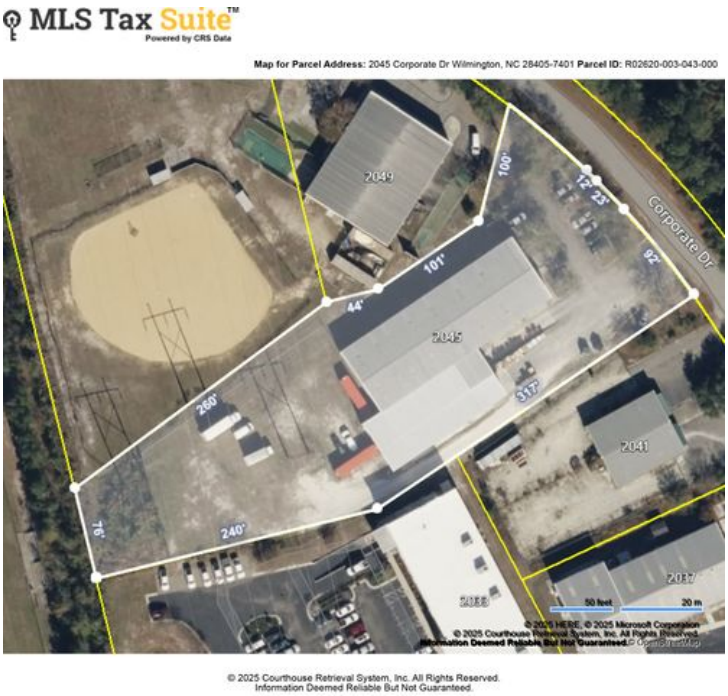 MLS Tax Suite™
Powered by CRS Data
Map for Parcel Address: 2045 Corporate Dr Wilmington, NC 28405-7401 Parcel ID: R02620-003-043-000
2049
100'
12'
23'
Corporate Dr
92'
101'
44'
2045
317'
260'
2041
76'
240'
2033
2037
50 feet
20 m
© 2025 HERE, © 2025 Microsoft Corporation
© 2025 Courthouse Retrieval System, Inc. All Rights Reserved.
Information Deemed Reliable But Not Guaranteed.© OpenStreetMap
© 2025 Courthouse Retrieval System, Inc. All Rights Reserved.
Information Deemed Reliable But Not Guaranteed.